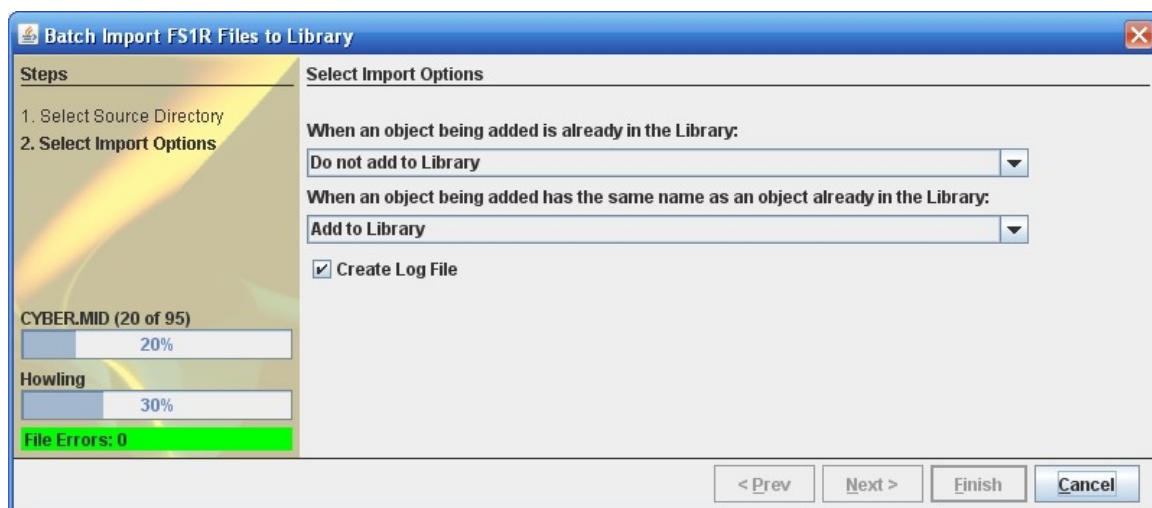 Batch Import FS1R Files to Library
Steps
1. Select Source Directory
2. Select Import Options
CYBER.MID (20 of 95)
20%
Howling
30%
File Errors: 0
Select Import Options
When an object being added is already in the Library:
Do not add to Library
When an object being added has the same name as an object already in the Library:
Add to Library
Create Log File
< Prev
Next >
Finish
Cancel